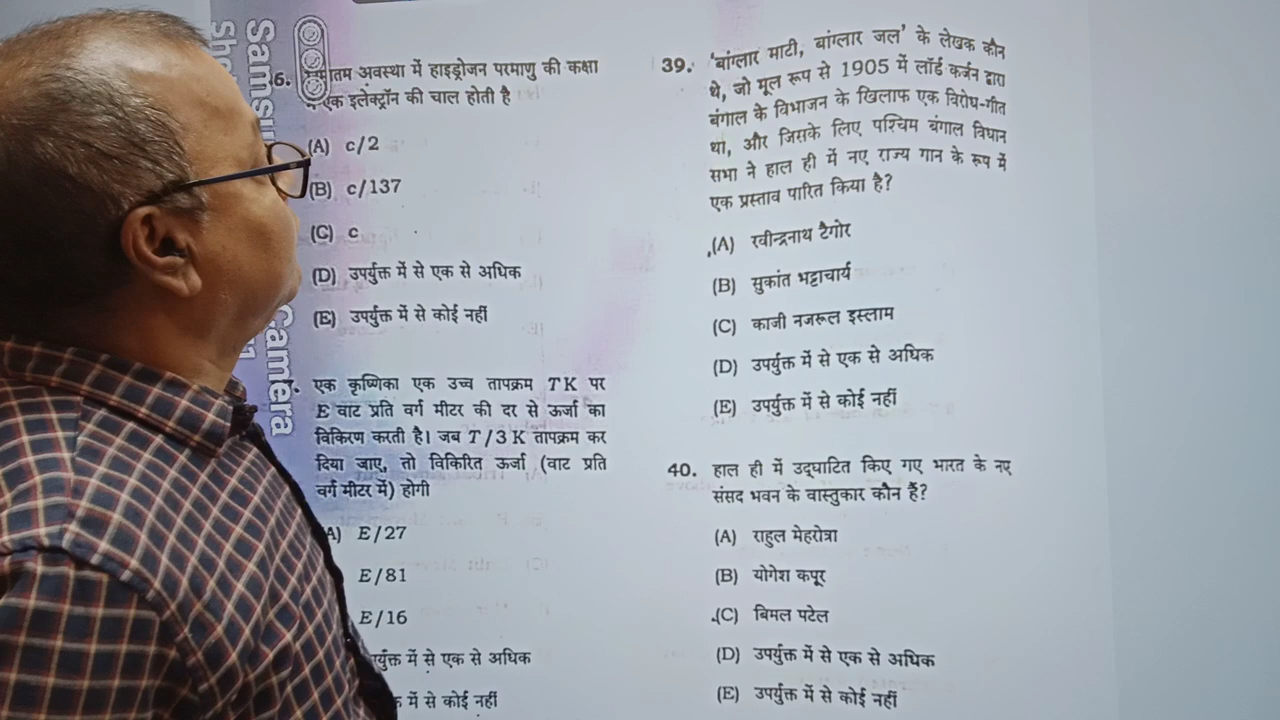 Samsu
Sh
Camera
6. तम अवस्था में हाइड्रोजन परमाणु की कक्षा
एक इलेक्ट्रॉन की चाल होती है
(A) c/2
(B) c/137
(C) c
(D) उपर्युक्त में से एक से अधिक
(E) उपर्युक्त में से कोई नहीं
एक कृष्णिका एक उच्च तापक्रम T K पर
E वाट प्रति वर्ग मीटर की दर से ऊर्जा का
विकिरण करती है। जब T/3 K तापक्रम कर
दिया जाए, तो विकिरित ऊर्जा (वाट प्रति
वर्ग मीटर में) होगी
A) E/27
E/81
E/16
र्युक्त में से एक से अधिक
में से कोई नहीं
39. 'बांग्लार माटी, बांग्लार जल' के लेखक कौन
थे, जो मूल रूप से 1905 में लॉर्ड कर्जन द्वारा
बंगाल के विभाजन के खिलाफ एक विरोध-गीत
था, और जिसके लिए पश्चिम बंगाल विधान
सभा ने हाल ही में नए राज्य गान के रूप में
एक प्रस्ताव पारित किया है?
(A) रवीन्द्रनाथ टैगोर
(B) सुकांत भट्टाचार्य
(C) काजी नजरूल इस्लाम
(D) उपर्युक्त में से एक से अधिक
(E) उपर्युक्त में से कोई नहीं
40. हाल ही में उद्घाटित किए गए भारत के नए
संसद भवन के वास्तुकार कौन हैं?
(A) राहुल मेहरोत्रा
(B) योगेश कपूर
(C) बिमल पटेल
(D) उपर्युक्त में से एक से अधिक
(E) उपर्युक्त में से कोई नहीं